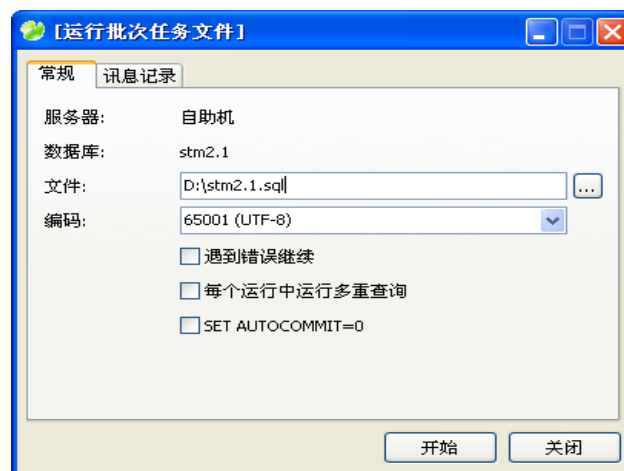 [运行批次任务文件]
常规 讯息记录
服务器: 自助机
数据库: stm2.1
文件: D:\stm2.1.sql ...
编码: 65001 (UTF-8)
遇到错误继续
每个运行中运行多重查询
SET AUTOCOMMIT=0
开始 关闭